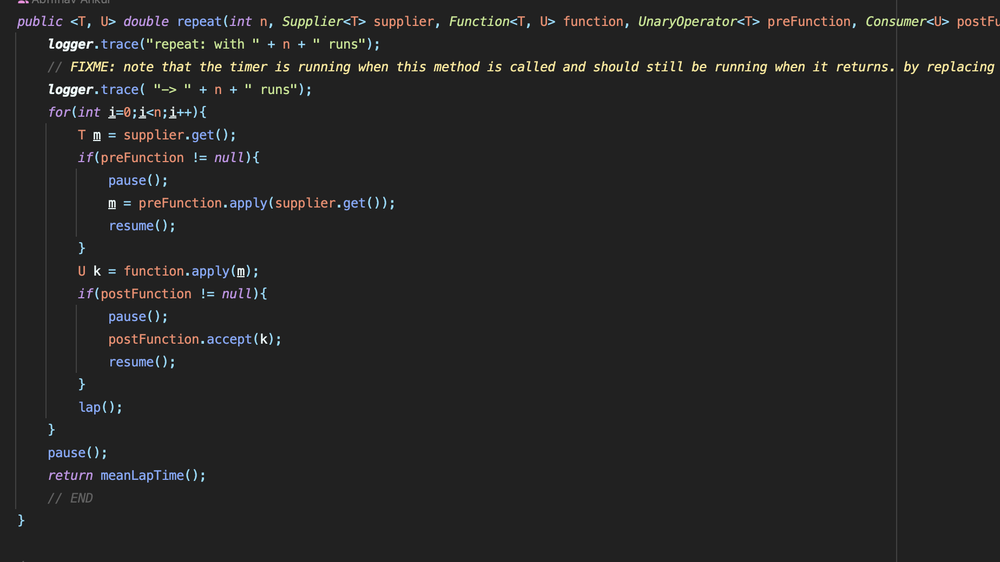 public <T, U> double repeat(int n, Supplier<T> supplier, Function<T, U> function, UnaryOperator<T> preFunction, Consumer<U>
logger.trace("repeat: with " + n + " runs");
// FIXME: note that the timer is running when this method is called and should still be running when it returns. by replacing
logger.trace( "-> " + n + " runs");
for(int i=0;i<n;i++){
T m = supplier.get();
if(preFunction != null){
pause();
m = preFunction.apply(supplier.get());
resume();
}
U k = function.apply(m);
if(postFunction != null){
pause();
postFunction.accept(k);
resume();
}
lap();
}
pause();
return meanLapTime();
// END
}